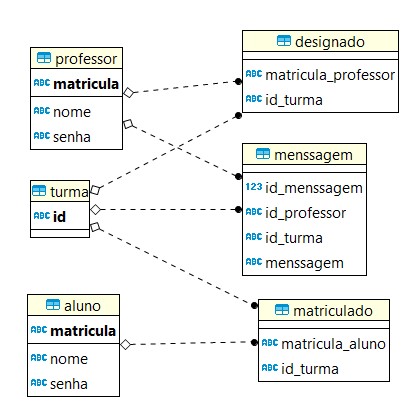 professor
ABC matricula
ABC nome
ABC senha
designado
ABC matricula_professor
ABC id_turma
menssagem
123 id_menssagem
ABC id_professor
ABC id_turma
ABC menssagem
turma
ABC id
aluno
ABC matricula
ABC nome
ABC senha
matriculado
ABC matricula_aluno
ABC id_turma